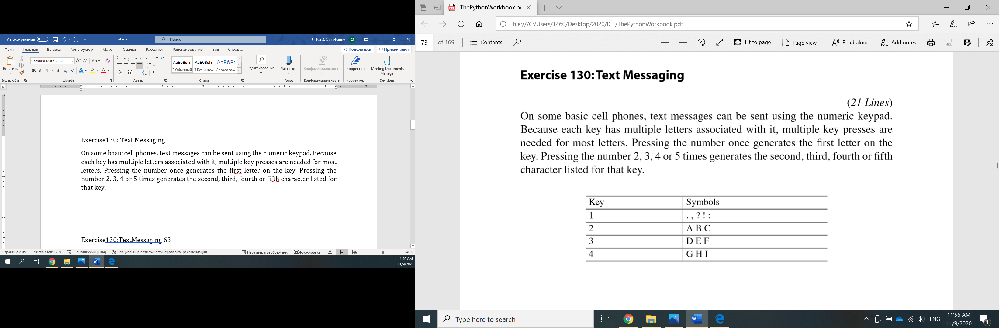 Автосохранение
task4
Поиск
Ershat S. Sapazhanov ES
Файл Главная Вставка Конструктор Макет Ссылки Рассылки Рецензирование Вид Справка
Поделиться Примечания
Cambria Math 12
Вставить
Ж К Ч
АаБбВвГг, АаБбВвГг, АаБбВı
¶ Обычный ¶ Без инте... Заголово...
Редактирование Диктофон Конфиденциальность Корректор Meeting Documents Manager
Буфер обм... Шрифт Абзац Стили Голос Конфиденциальность Корректор Decisions
Exercise130: Text Messaging
On some basic cell phones, text messages can be sent using the numeric keypad. Because
each key has multiple letters associated with it, multiple key presses are needed for most
letters. Pressing the number once generates the first letter on the key. Pressing the
number 2, 3, 4 or 5 times generates the second, third, fourth or fifth character listed for
that key.
Exercise130:TextMessaging 63
Страница 2 из 5 Число слов: 1759 английский (США) Специальные возможности: проверьте рекомендации Параметры отображения Фокусировка 140%
11:56 AM
11/9/2020
ThePythonWorkbook.pc
file:///C:/Users/T460/Desktop/2020/ICT/ThePythonWorkbook.pdf
73 of 169 Contents Fit to page Page view Read aloud Add notes
Exercise 130: Text Messaging
(21 Lines)
On some basic cell phones, text messages can be sent using the numeric keypad.
Because each key has multiple letters associated with it, multiple key presses are
needed for most letters. Pressing the number once generates the first letter on the
key. Pressing the number 2, 3, 4 or 5 times generates the second, third, fourth or fifth
character listed for that key.
Key Symbols
1 . , ? ! :
2 A B C
3 D E F
4 G H I
Type here to search
ENG
11:56 AM
11/9/2020
1